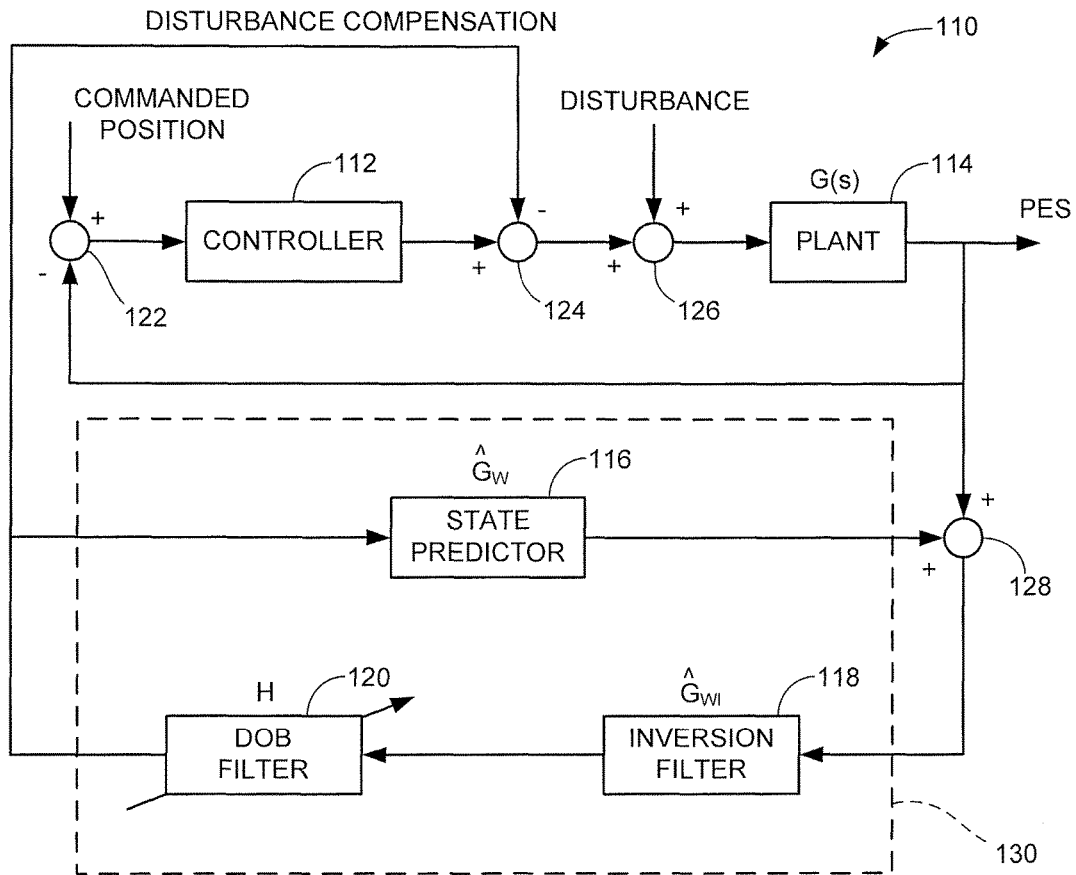 DISTURBANCE COMPENSATION
110
COMMANDED
POSITION
DISTURBANCE
112
G(s)
114
PES
+
-
+
CONTROLLER
PLANT
-
+
+
122
124
126
Ĝ_W
116
+
STATE
PREDICTOR
+
128
H
120
Ĝ_WI
118
DOB
FILTER
INVERSION
FILTER
130